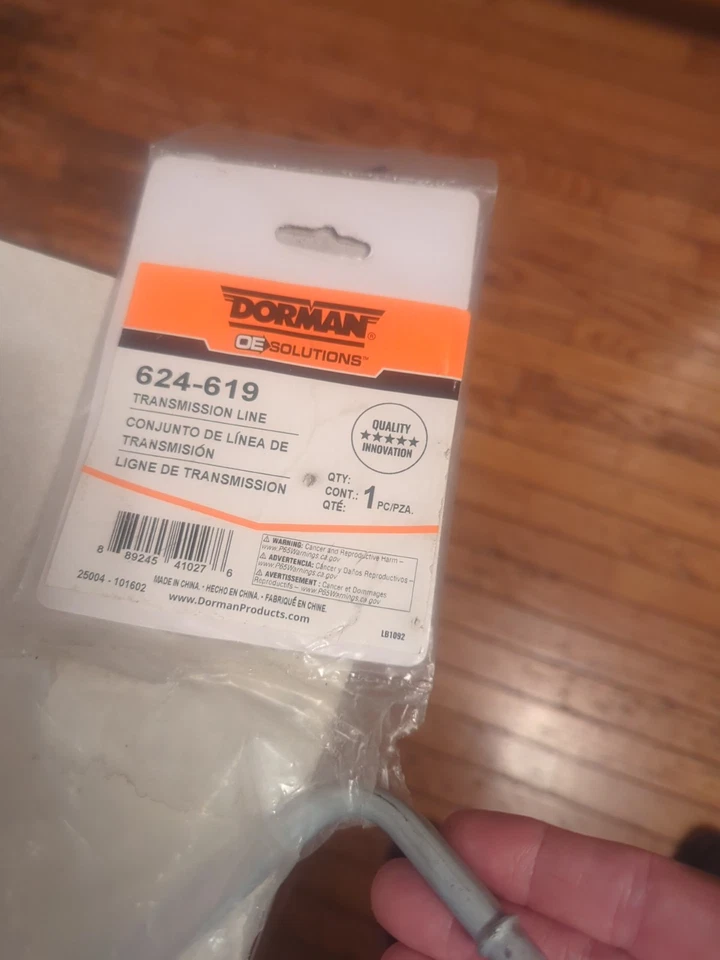 DORMAN®
OE SOLUTIONS™
624-619
TRANSMISSION LINE
CONJUNTO DE LÍNEA DE
TRANSMISIÓN
LIGNE DE TRANSMISSION
QUALITY
★★★★★
INNOVATION
QTY:
CONT.: 1 PC/PZA.
QTÉ:
8 89245 41027 6
25004 - 101602
MADE IN CHINA. • HECHO EN CHINA. • FABRIQUÉ EN CHINE.
www.DormanProducts.com
⚠ WARNING: Cancer and Reproductive Harm –
www.P65Warnings.ca.gov
⚠ ADVERTENCIA: Cáncer y Daños Reproductivos –
www.P65Warnings.ca.gov
⚠ AVERTISSEMENT : Cancer et Dommages
Reproductifs – www.P65Warnings.ca.gov
LB1092